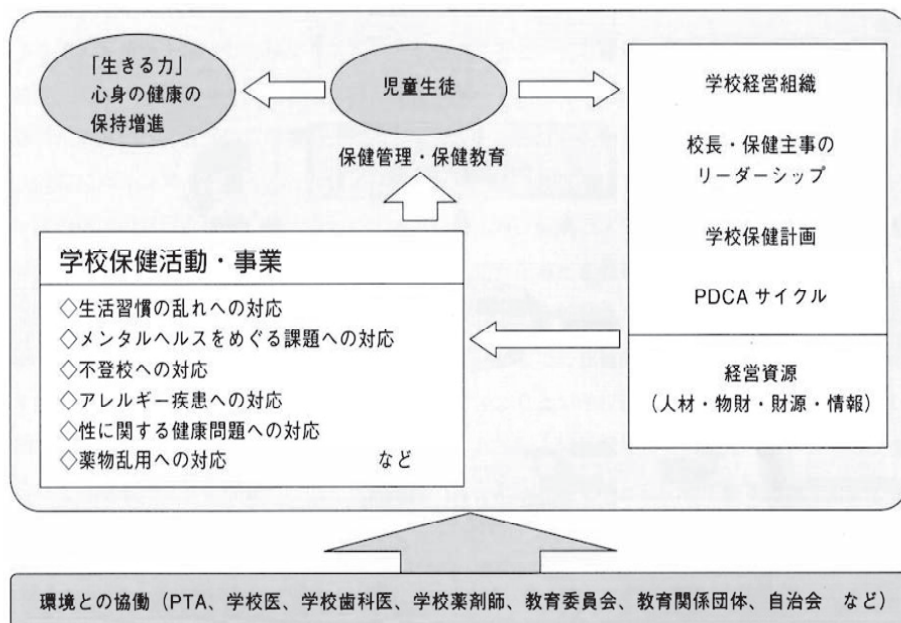 「生きる力」
心身の健康の
保持増進
児童生徒
保健管理・保健教育
学校経営組織
校長・保健主事の
リーダーシップ
学校保健計画
PDCA サイクル
経営資源
（人材・物財・財源・情報）
学校保健活動・事業
◇生活習慣の乱れへの対応
◇メンタルヘルスをめぐる課題への対応
◇不登校への対応
◇アレルギー疾患への対応
◇性に関する健康問題への対応
◇薬物乱用への対応　　　など
環境との協働（PTA、学校医、学校歯科医、学校薬剤師、教育委員会、教育関係団体、自治会　など）